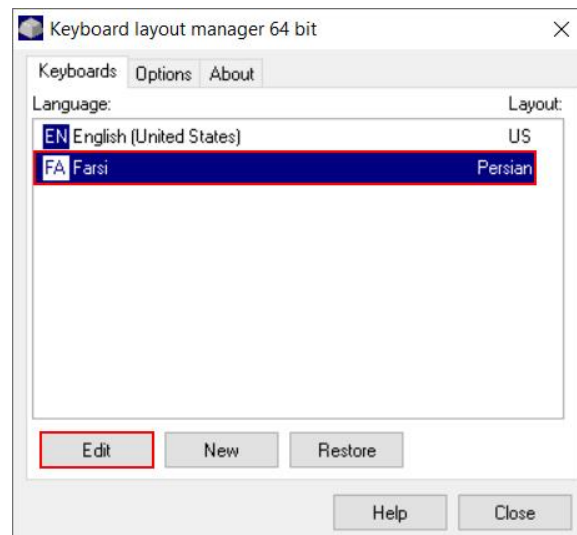 Keyboard layout manager 64 bit
Keyboards Options About
Language: Layout:
EN English (United States) US
FA Farsi Persian
Edit New Restore
Help Close